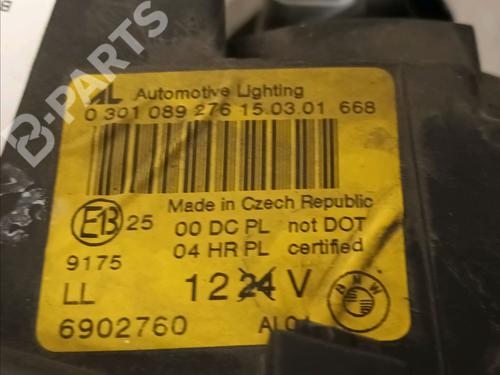 B-PARTS
AL Automotive Lighting
0 301 089 276 15.03.01 668
Made in Czech Republic
E13 25 00 DC PL not DOT
9175 04 HR PL certified
LL 12 24 V BMW
6902760